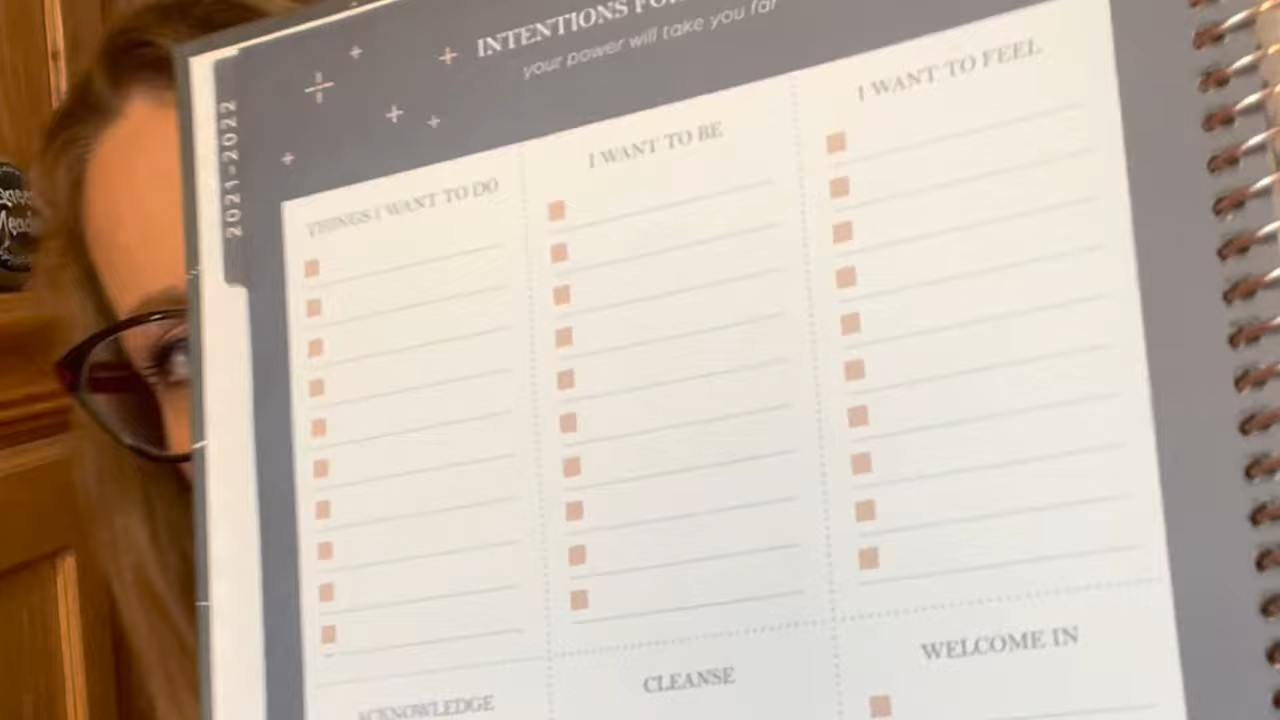 INTENTIONS
your power will take you far
2021-2022
THINGS I WANT TO DO
I WANT TO BE
I WANT TO FEEL
ACKNOWLEDGE
CLEANSE
WELCOME IN